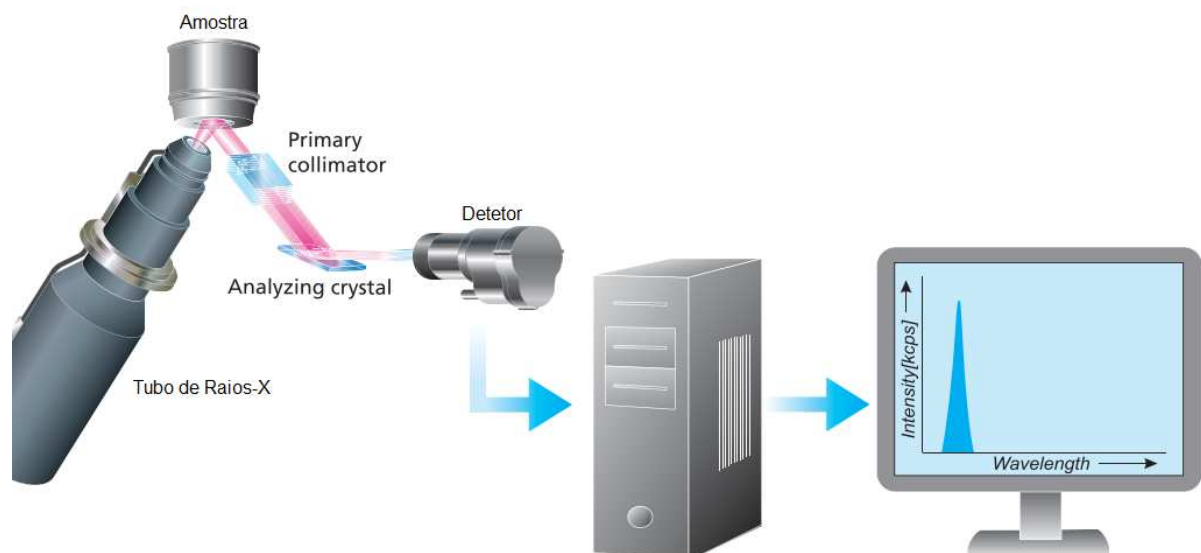 Amostra
Primary
collimator
Detetor
Analyzing crystal
Tubo de Raios-X
Intensity[kcps]
Wavelength